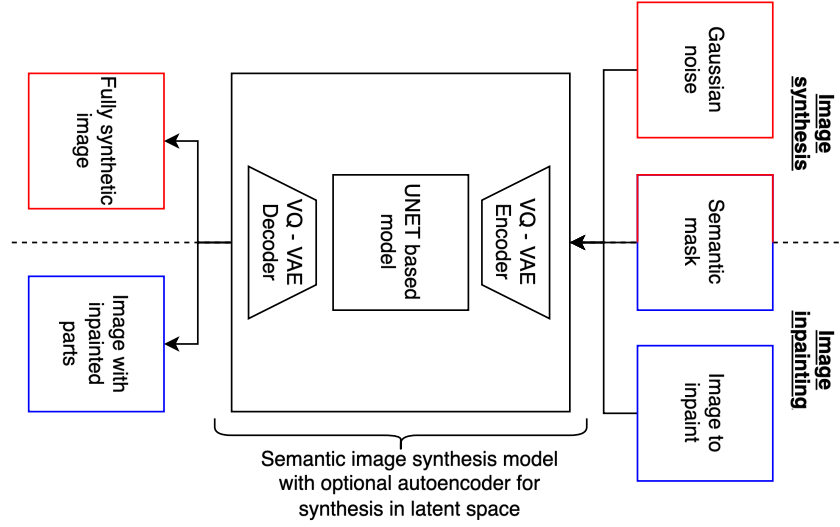 Image
synthesis
Image
inpainting
Gaussian
noise
Semantic
mask
Image to
inpaint
VQ - VAE
Encoder
UNET based
model
VQ - VAE
Decoder
Fully synthetic
image
Image with
inpainted
parts
Semantic image synthesis model
with optional autoencoder for
synthesis in latent space